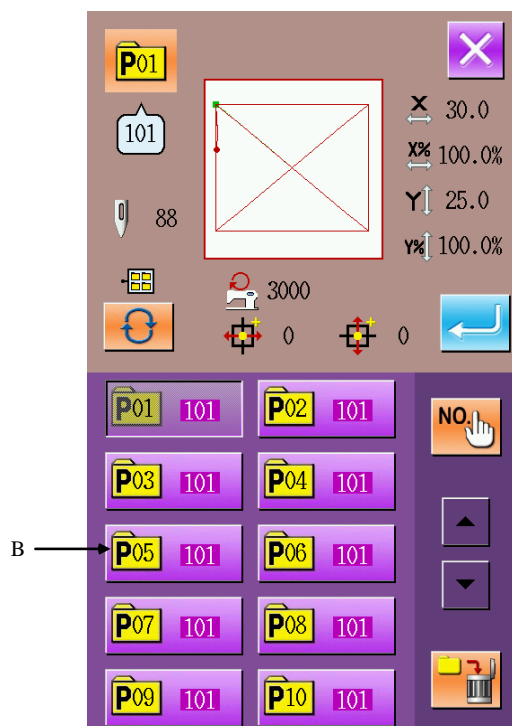 P01
101
88
X 30.0
X% 100.0%
Y 25.0
Y% 100.0%
3000
0 0
P01 101 P02 101
NO.
P03 101 P04 101
B
P05 101 P06 101
P07 101 P08 101
P09 101 P10 101